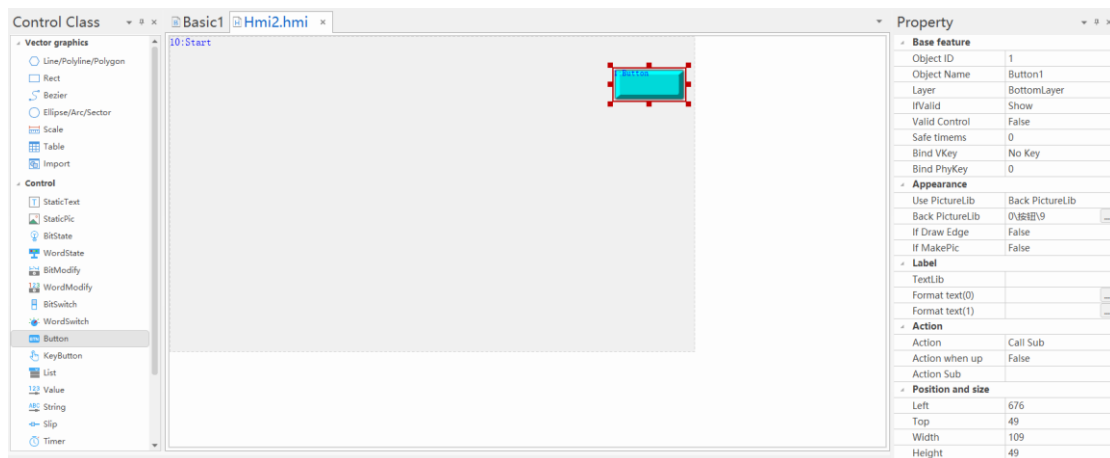 Control Class
Vector graphics
Line/Polyline/Polygon
Rect
Bezier
Ellipse/Arc/Sector
Scale
Table
Import
Control
StaticText
StaticPic
BitState
WordState
BitModify
WordModify
BitSwitch
WordSwitch
Button
KeyButton
List
Value
String
Slip
Timer
Basic1 Hmi2.hmi
10:Start
1 Button
Property
Base feature
Object ID 1
Object Name Button1
Layer BottomLayer
IfValid Show
Valid Control False
Safe timems 0
Bind VKey No Key
Bind PhyKey 0
Appearance
Use PictureLib Back PictureLib
Back PictureLib 0\按钮\9 ...
If Draw Edge False
If MakePic False
Label
TextLib
Format text(0) ...
Format text(1) ...
Action
Action Call Sub
Action when up False
Action Sub
Position and size
Left 676
Top 49
Width 109
Height 49